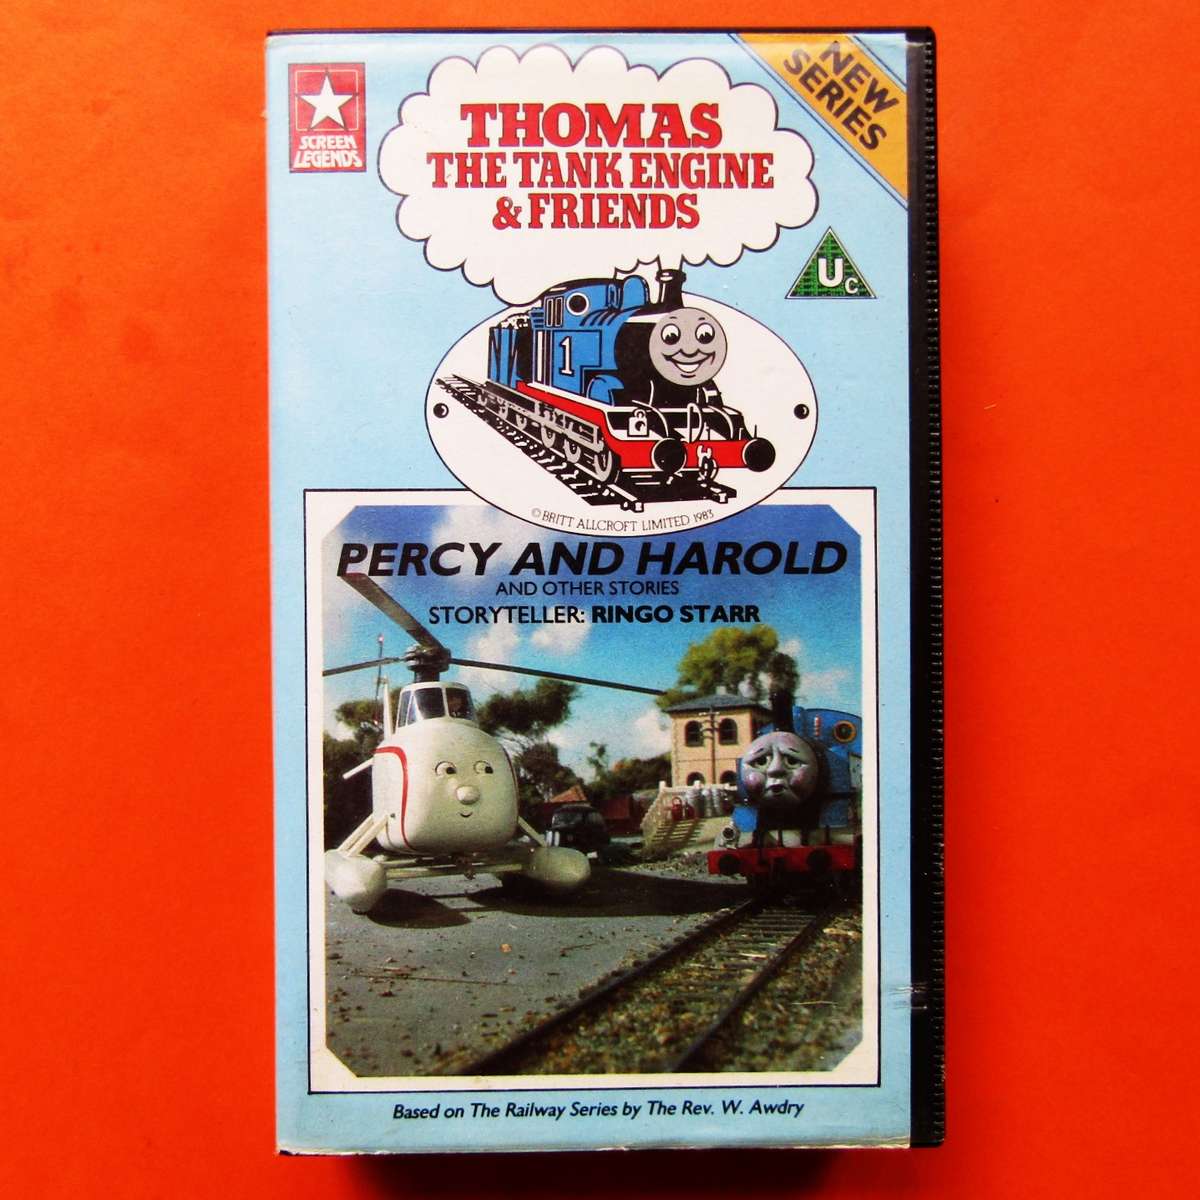 SCREEN
LEGENDS
THOMAS
THE TANK ENGINE
& FRIENDS
NEW
SERIES
Uc
1
© BRITT ALLCROFT LIMITED 1983
PERCY AND HAROLD
AND OTHER STORIES
STORYTELLER: RINGO STARR
Based on The Railway Series by The Rev. W. Awdry